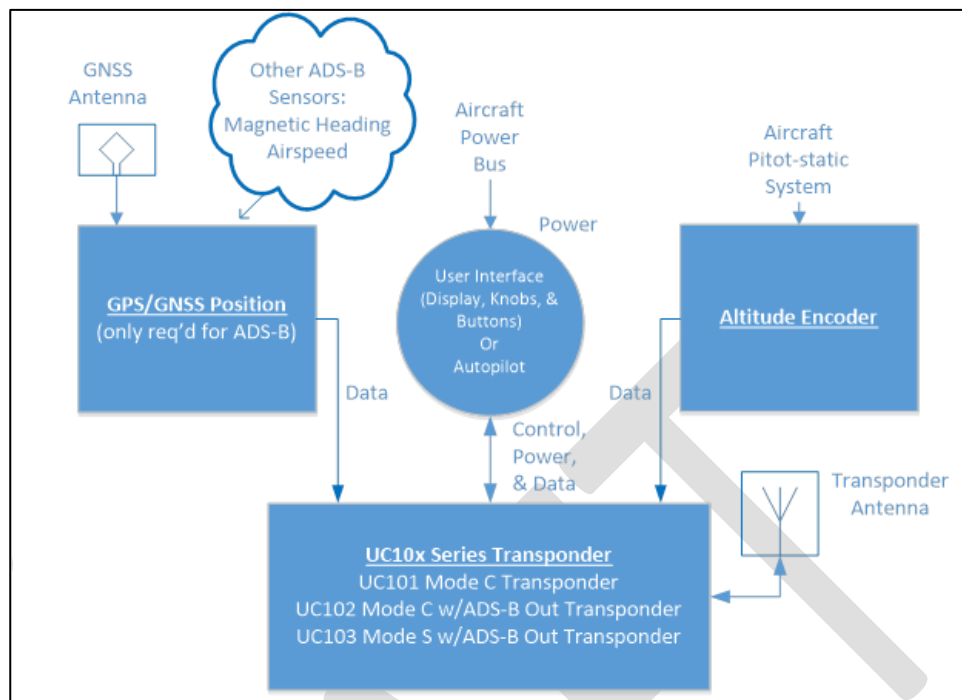 GNSS
Antenna
Other ADS-B
Sensors:
Magnetic Heading
Airspeed
Aircraft
Power
Bus
Aircraft
Pitot-static
System
Power
GPS/GNSS Position
(only req'd for ADS-B)
User Interface
(Display, Knobs, &
Buttons)
Or
Autopilot
Altitude Encoder
Data
Control,
Power,
& Data
Data
Transponder
Antenna
UC10x Series Transponder
UC101 Mode C Transponder
UC102 Mode C w/ADS-B Out Transponder
UC103 Mode S w/ADS-B Out Transponder